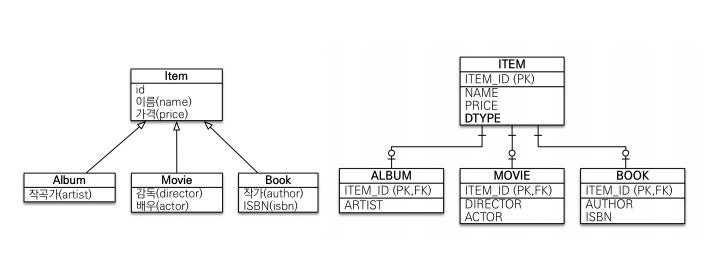 Item
id
이름(name)
가격(price)
Album
작곡가(artist)
Movie
감독(director)
배우(actor)
Book
작가(author)
ISBN(isbn)
ITEM
ITEM_ID (PK)
NAME
PRICE
DTYPE
ALBUM
ITEM_ID (PK,FK)
ARTIST
MOVIE
ITEM_ID (PK,FK)
DIRECTOR
ACTOR
BOOK
ITEM_ID (PK,FK)
AUTHOR
ISBN